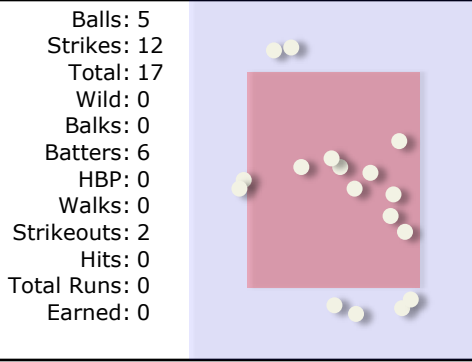 Balls: 5
Strikes: 12
Total: 17
Wild: 0
Balks: 0
Batters: 6
HBP: 0
Walks: 0
Strikeouts: 2
Hits: 0
Total Runs: 0
Earned: 0